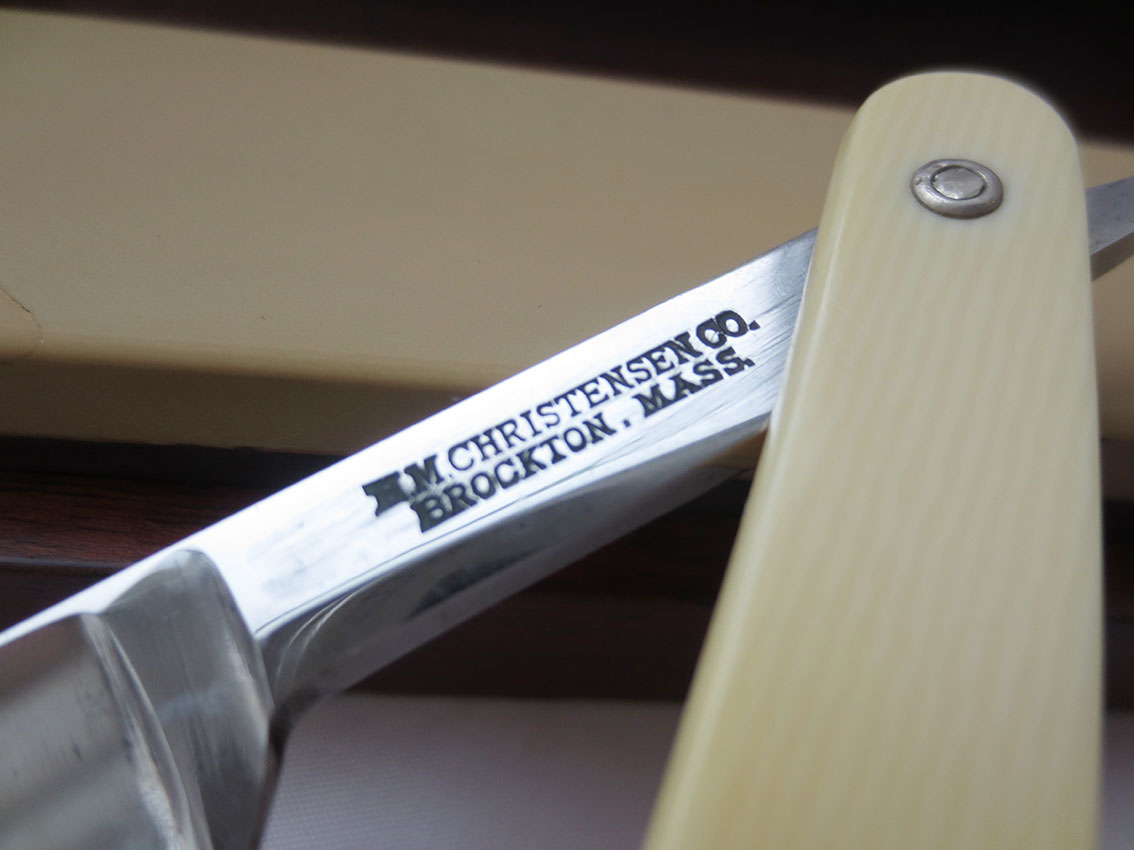 H.M. CHRISTENSEN CO.
BROCKTON, MASS.